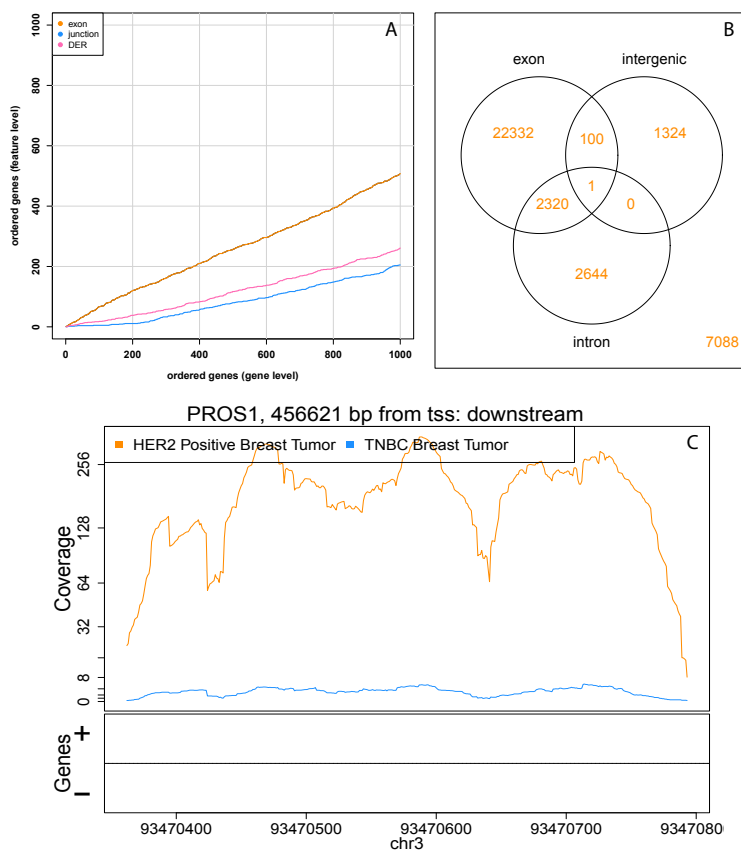 A
exon
junction
DER
ordered genes (feature level)
1000
800
600
400
200
0
0 200 400 600 800 1000
ordered genes (gene level)
B
exon intergenic
22332 100 1324
1
2320 0
2644
intron 7088
PROS1, 456621 bp from tss: downstream
HER2 Positive Breast Tumor TNBC Breast Tumor C
Coverage
256
128
64
32
8
0
Genes
+
−
93470400 93470500 93470600 93470700 9347080
chr3